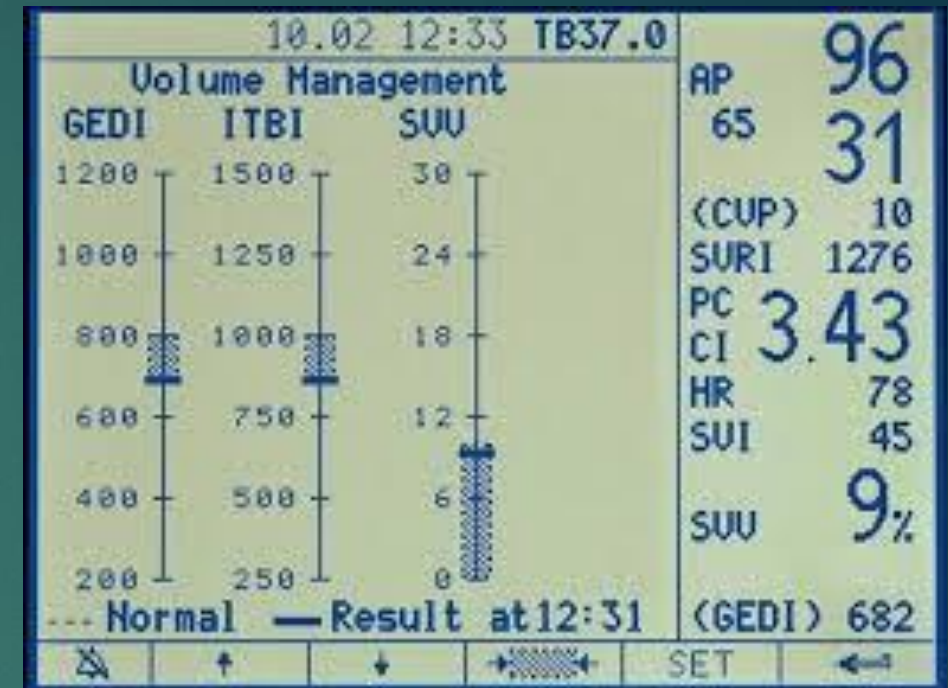 10.02 12:33 TB37.0
Volume Management
GEDI ITBI SVV
1200 1500 30
1000 1250 24
800 1000 18
600 750 12
400 500 6
200 250 0
--- Normal — Result at 12:31
AP 96
65 31
(CVP) 10
SVRI 1276
PC
CI 3.43
HR 78
SVI 45
SVV 9%
(GEDI) 682
SET